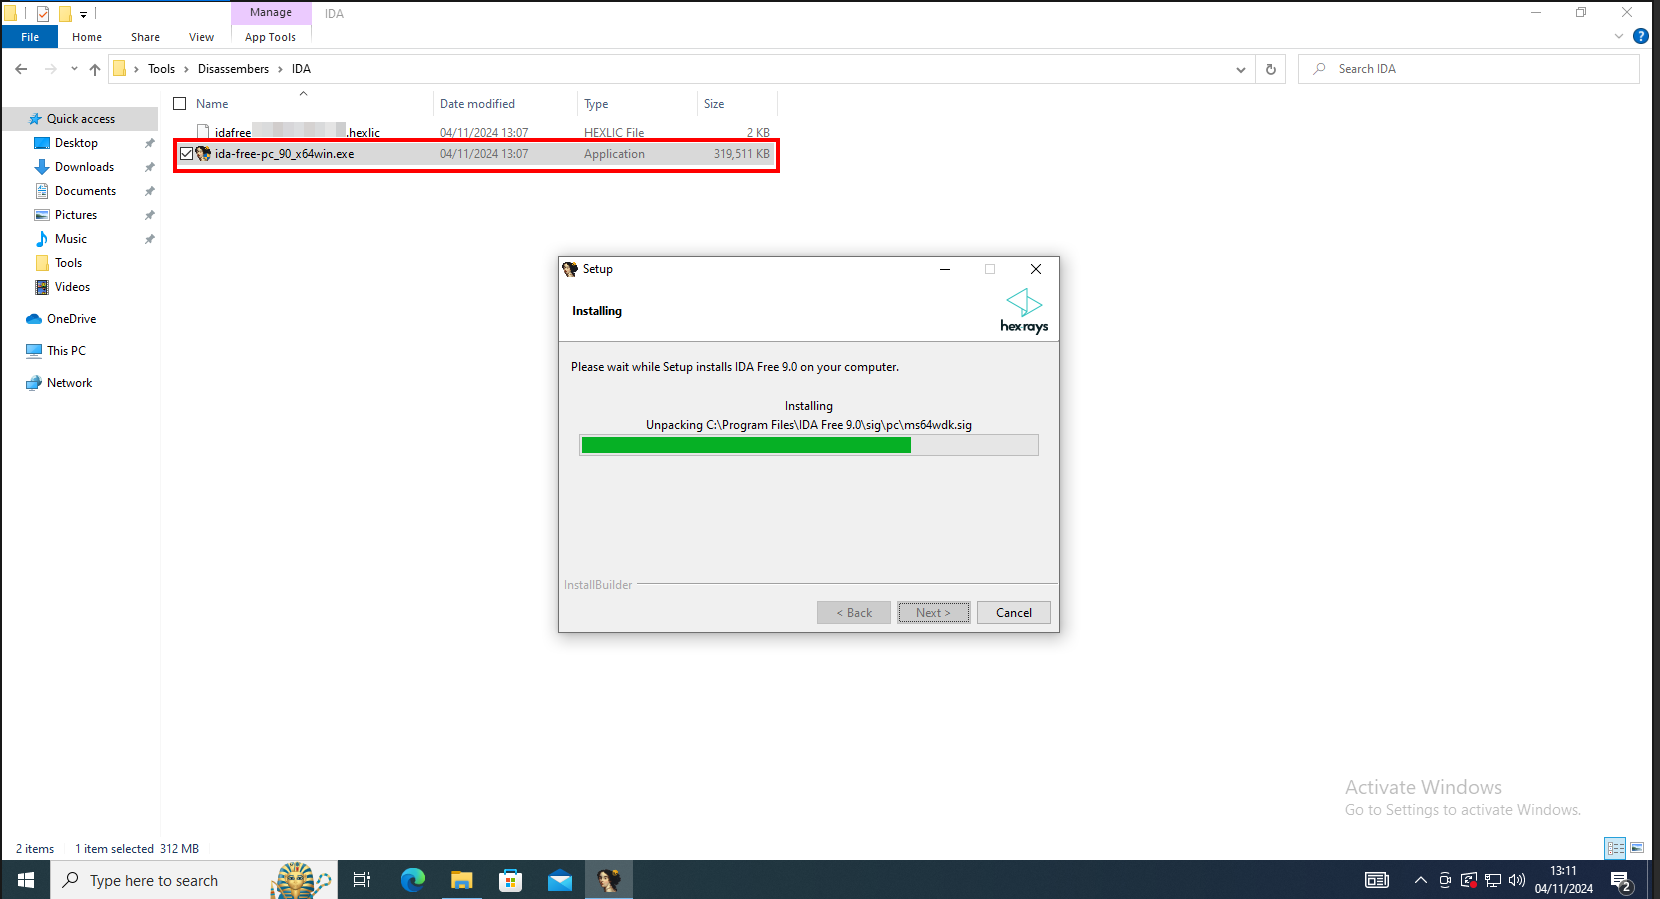 Manage IDA
File Home Share View App Tools
Tools › Disassembers › IDA Search IDA
Name Date modified Type Size
idafree .hexlic 04/11/2024 13:07 HEXLIC File 2 KB
ida-free-pc_90_x64win.exe 04/11/2024 13:07 Application 319,511 KB
Quick access
Desktop
Downloads
Documents
Pictures
Music
Tools
Videos
OneDrive
This PC
Network
Setup
Installing
hex-rays
Please wait while Setup installs IDA Free 9.0 on your computer.
Installing
Unpacking C:\Program Files\IDA Free 9.0\sig\pc\ms64wdk.sig
InstallBuilder
< Back Next > Cancel
Activate Windows
Go to Settings to activate Windows.
2 items 1 item selected 312 MB
Type here to search
13:11
04/11/2024
2